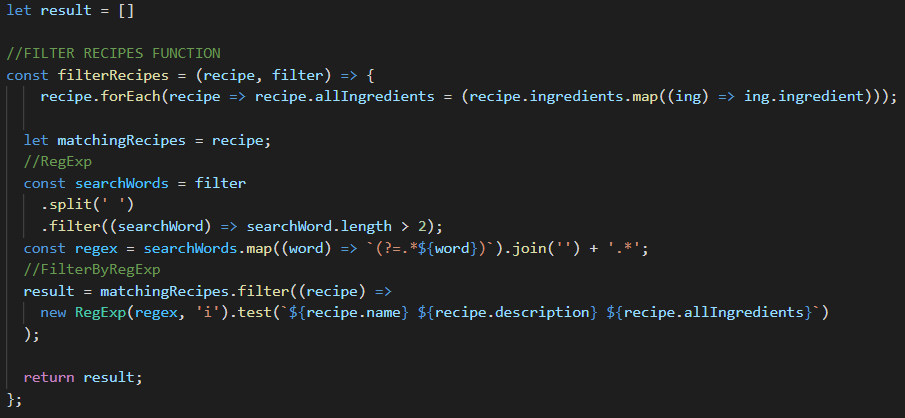 let result = []
//FILTER RECIPES FUNCTION
const filterRecipes = (recipe, filter) => {
    recipe.forEach(recipe => recipe.allIngredients = (recipe.ingredients.map((ing) => ing.ingredient)));
  let matchingRecipes = recipe;
  //RegExp
  const searchWords = filter
    .split(' ')
    .filter((searchWord) => searchWord.length > 2);
  const regex = searchWords.map((word) => `(?=.*${word})`).join('') + '.*';
  //FilterByRegExp
  result = matchingRecipes.filter((recipe) =>
    new RegExp(regex, 'i').test(`${recipe.name} ${recipe.description} ${recipe.allIngredients}`)
  );
  return result;
};